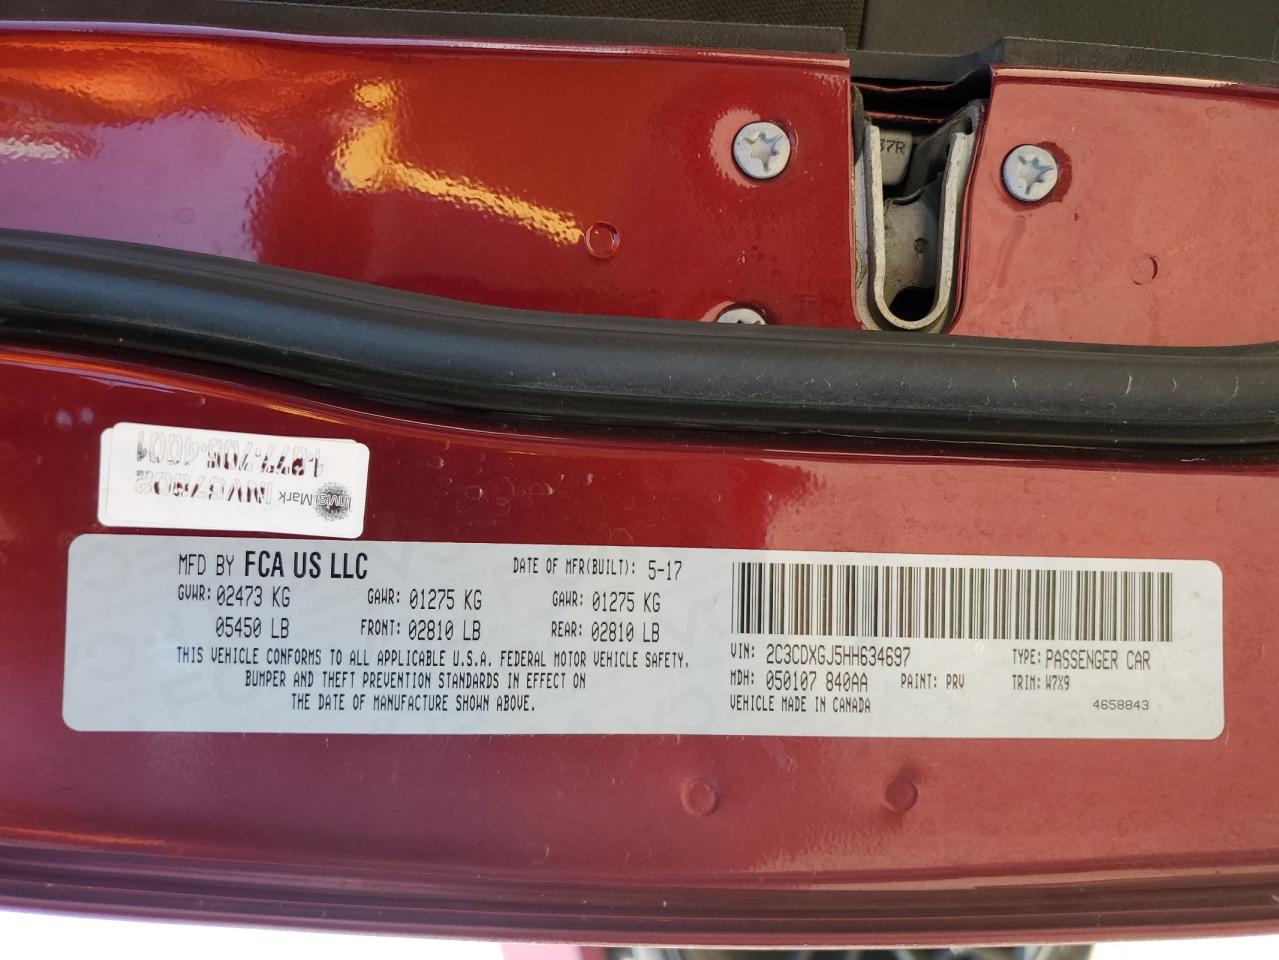 37R
Mark
MFD BY FCA US LLC
DATE OF MFR(BUILT): 5-17
GVWR: 02473 KG GAWR: 01275 KG GAWR: 01275 KG
05450 LB FRONT: 02810 LB REAR: 02810 LB
THIS VEHICLE CONFORMS TO ALL APPLICABLE U.S.A. FEDERAL MOTOR VEHICLE SAFETY,
BUMPER AND THEFT PREVENTION STANDARDS IN EFFECT ON
THE DATE OF MANUFACTURE SHOWN ABOVE.
VIN: 2C3CDXGJ5HH634697 TYPE: PASSENGER CAR
MDH: 050107 840AA PAINT: PRV TRIM: W7X9
VEHICLE MADE IN CANADA 4658843